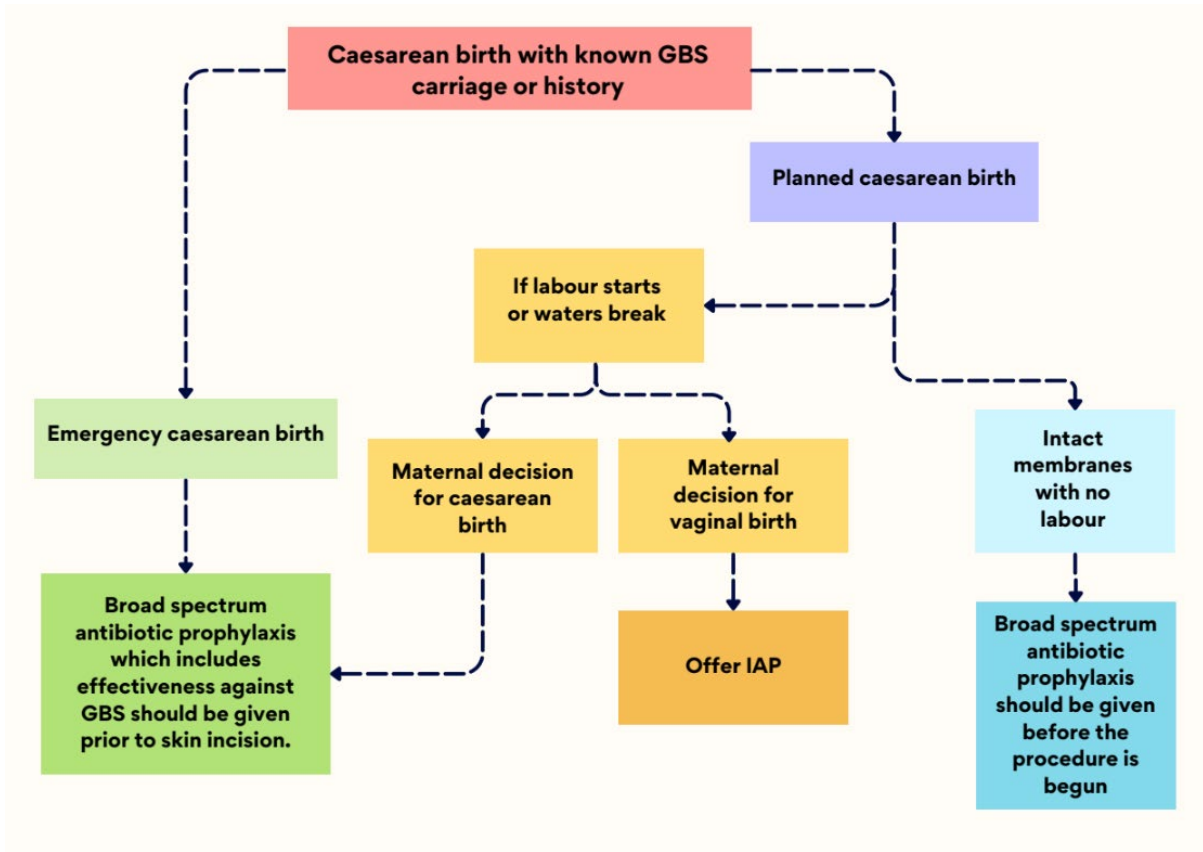 Caesarean birth with known GBS
carriage or history
Planned caesarean birth
If labour starts
or waters break
Emergency caesarean birth
Maternal decision
for caesarean
birth
Maternal
decision for
vaginal birth
Intact
membranes
with no
labour
Broad spectrum
antibiotic prophylaxis
which includes
effectiveness against
GBS should be given
prior to skin incision.
Offer IAP
Broad spectrum
antibiotic
prophylaxis
should be given
before the
procedure is
begun